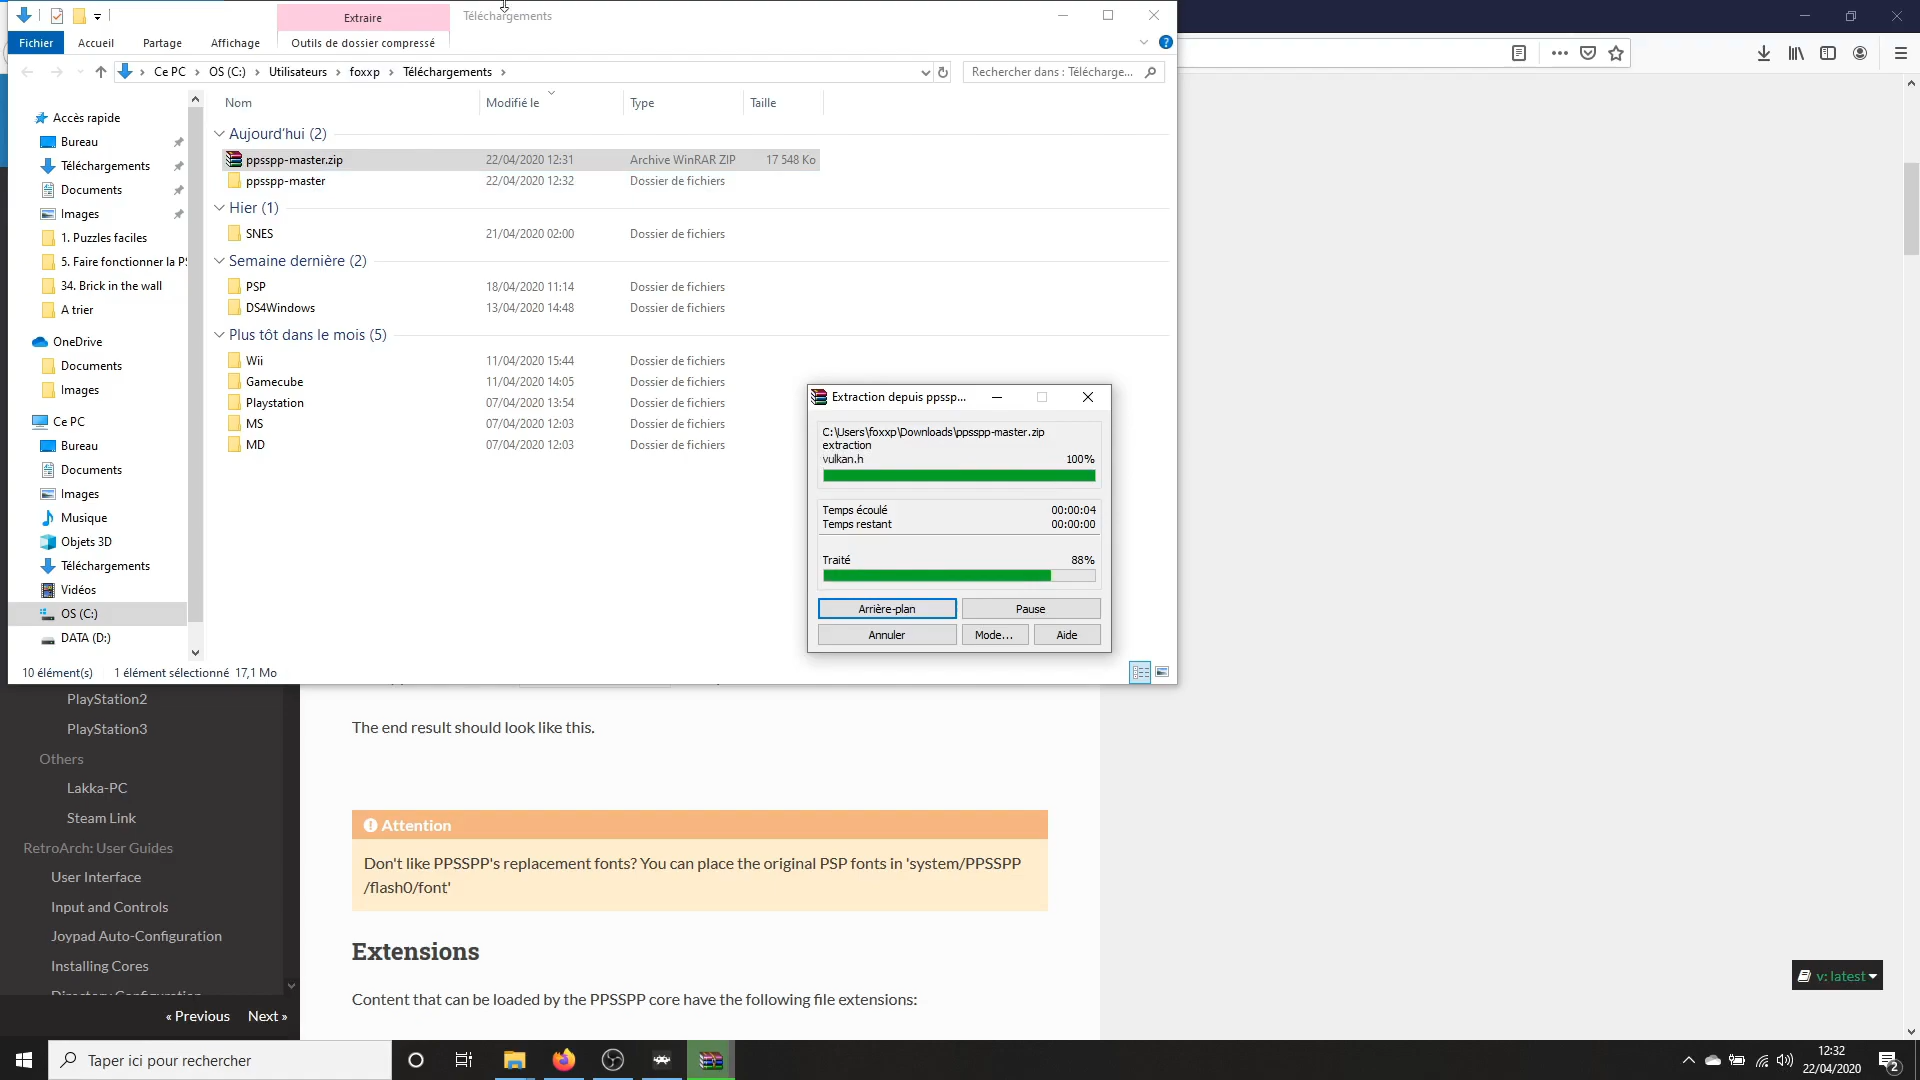 Extraire
Téléchargements
Fichier
Accueil
Partage
Affichage
Outils de dossier compressé
Ce PC
OS (C:)
Utilisateurs
foxxp
Téléchargements
Rechercher dans : Télécharge...
Nom
Modifié le
Type
Taille
Accès rapide
Bureau
Téléchargements
Documents
Images
1. Puzzles faciles
5. Faire fonctionner la P
34. Brick in the wall
A trier
OneDrive
Documents
Images
Ce PC
Bureau
Documents
Images
Musique
Objets 3D
Téléchargements
Vidéos
OS (C:)
DATA (D:)
Aujourd'hui (2)
ppsspp-master.zip 22/04/2020 12:31 Archive WinRAR ZIP 17 548 Ko
ppsspp-master 22/04/2020 12:32 Dossier de fichiers
Hier (1)
SNES 21/04/2020 02:00 Dossier de fichiers
Semaine dernière (2)
PSP 18/04/2020 11:14 Dossier de fichiers
DS4Windows 13/04/2020 14:48 Dossier de fichiers
Plus tôt dans le mois (5)
Wii 11/04/2020 15:44 Dossier de fichiers
Gamecube 11/04/2020 14:05 Dossier de fichiers
Playstation 07/04/2020 13:54 Dossier de fichiers
MS 07/04/2020 12:03 Dossier de fichiers
MD 07/04/2020 12:03 Dossier de fichiers
10 élément(s) 1 élément sélectionné 17,1 Mo
Extraction depuis ppssp...
C:\Users\foxxp\Downloads\ppsspp-master.zip
extraction
vulkan.h 100%
Temps écoulé 00:00:04
Temps restant 00:00:00
Traité 88%
Arrière-plan
Pause
Annuler
Mode...
Aide
PlayStation2
PlayStation3
Others
Lakka-PC
Steam Link
RetroArch: User Guides
User Interface
Input and Controls
Joypad Auto-Configuration
Installing Cores
Directory Configuration
« Previous Next »
The end result should look like this.
Attention
Don't like PPSSPP's replacement fonts? You can place the original PSP fonts in 'system/PPSSPP
/flash0/font'
Extensions
Content that can be loaded by the PPSSPP core have the following file extensions:
v: latest
Taper ici pour rechercher
12:32
22/04/2020
2